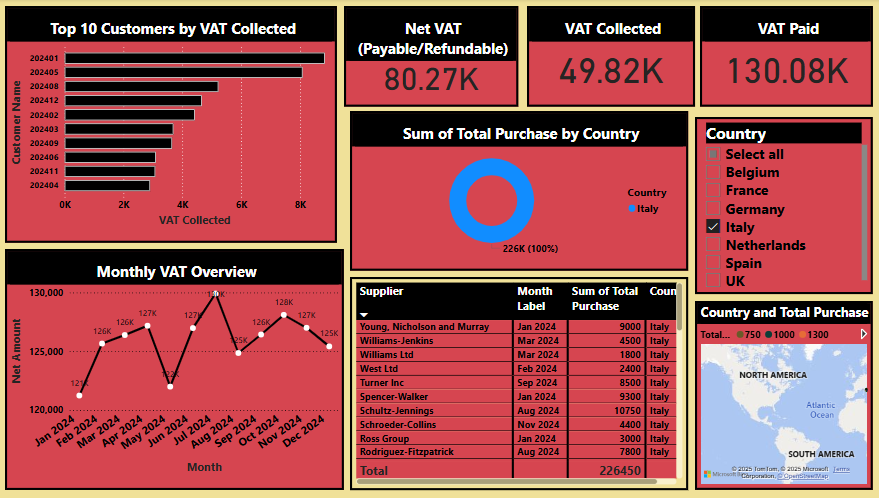 Top 10 Customers by VAT Collected
Customer Name
202401
202405
202408
202412
202402
202403
202409
202406
202411
202404
0K
2K
4K
6K
8K
VAT Collected
Net VAT
(Payable/Refundable)
80.27K
VAT Collected
49.82K
VAT Paid
130.08K
Sum of Total Purchase by Country
Country
Italy
226K (100%)
Country
Select all
Belgium
France
Germany
Italy
Netherlands
Spain
UK
Monthly VAT Overview
Net Amount
130,000
125,000
120,000
126K
126K
127K
126K
128K
127K
125K
Jan 2024
Feb 2024
Mar 2024
Apr 2024
May 2024
Jun 2024
Jul 2024
Aug 2024
Sep 2024
Oct 2024
Nov 2024
Dec 2024
Month
Supplier Month Label Sum of Total Purchase Coun
Young, Nicholson and Murray Jan 2024 9000 Italy
Williams-Jenkins Mar 2024 4500 Italy
Williams Ltd Mar 2024 1800 Italy
West Ltd Feb 2024 2400 Italy
Turner Inc Sep 2024 8500 Italy
Spencer-Walker Jan 2024 9300 Italy
Schultz-Jennings Aug 2024 10750 Italy
Schroeder-Collins Nov 2024 4400 Italy
Ross Group Jan 2024 3000 Italy
Rodriguez-Fitzpatrick Aug 2024 7800 Italy
Total 226450
Country and Total Purchase
Total... 750 1000 1300
NORTH AMERICA
Atlantic
Ocean
SOUTH AMERICA
© 2025 TomTom, © 2025 Microsoft Terms
Corporation, © OpenStreetMap